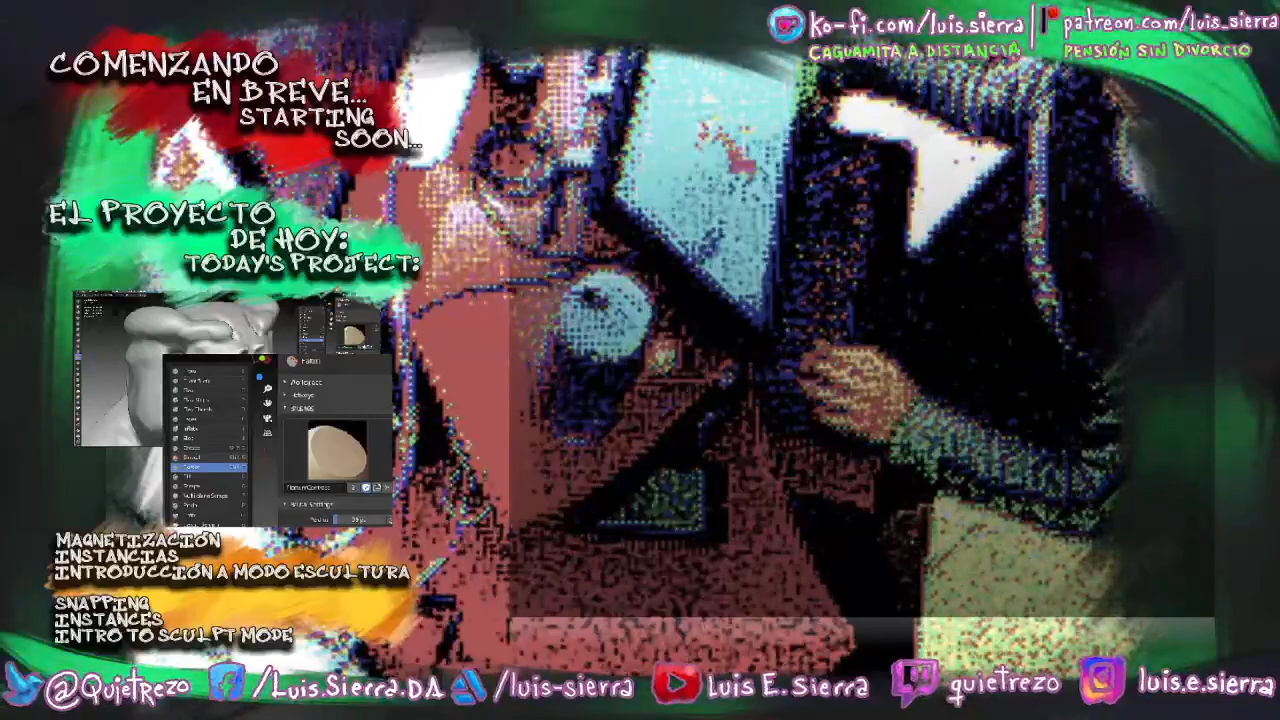 Ko-fi.com/luis.sierra
patreon.com/luis_sierra
CAGUAMITA A DISTANCIA
PENSIÓN SIN DIVORCIO
COMENZANDO
EN BREVE...
STARTING
SOON...
EL PROYECTO
DE HOY:
TODAY'S PROJECT:
MAGNETIZACIÓN
INSTANCIAS
INTRODUCCIÓN A MODO ESCULTURA
SNAPPING
INSTANCES
INTRO TO SCULPT MODE
@Quietrezo
/Luis.Sierra.DA
/luis-sierra
Luis E. Sierra
quietrezo
luis.e.sierra